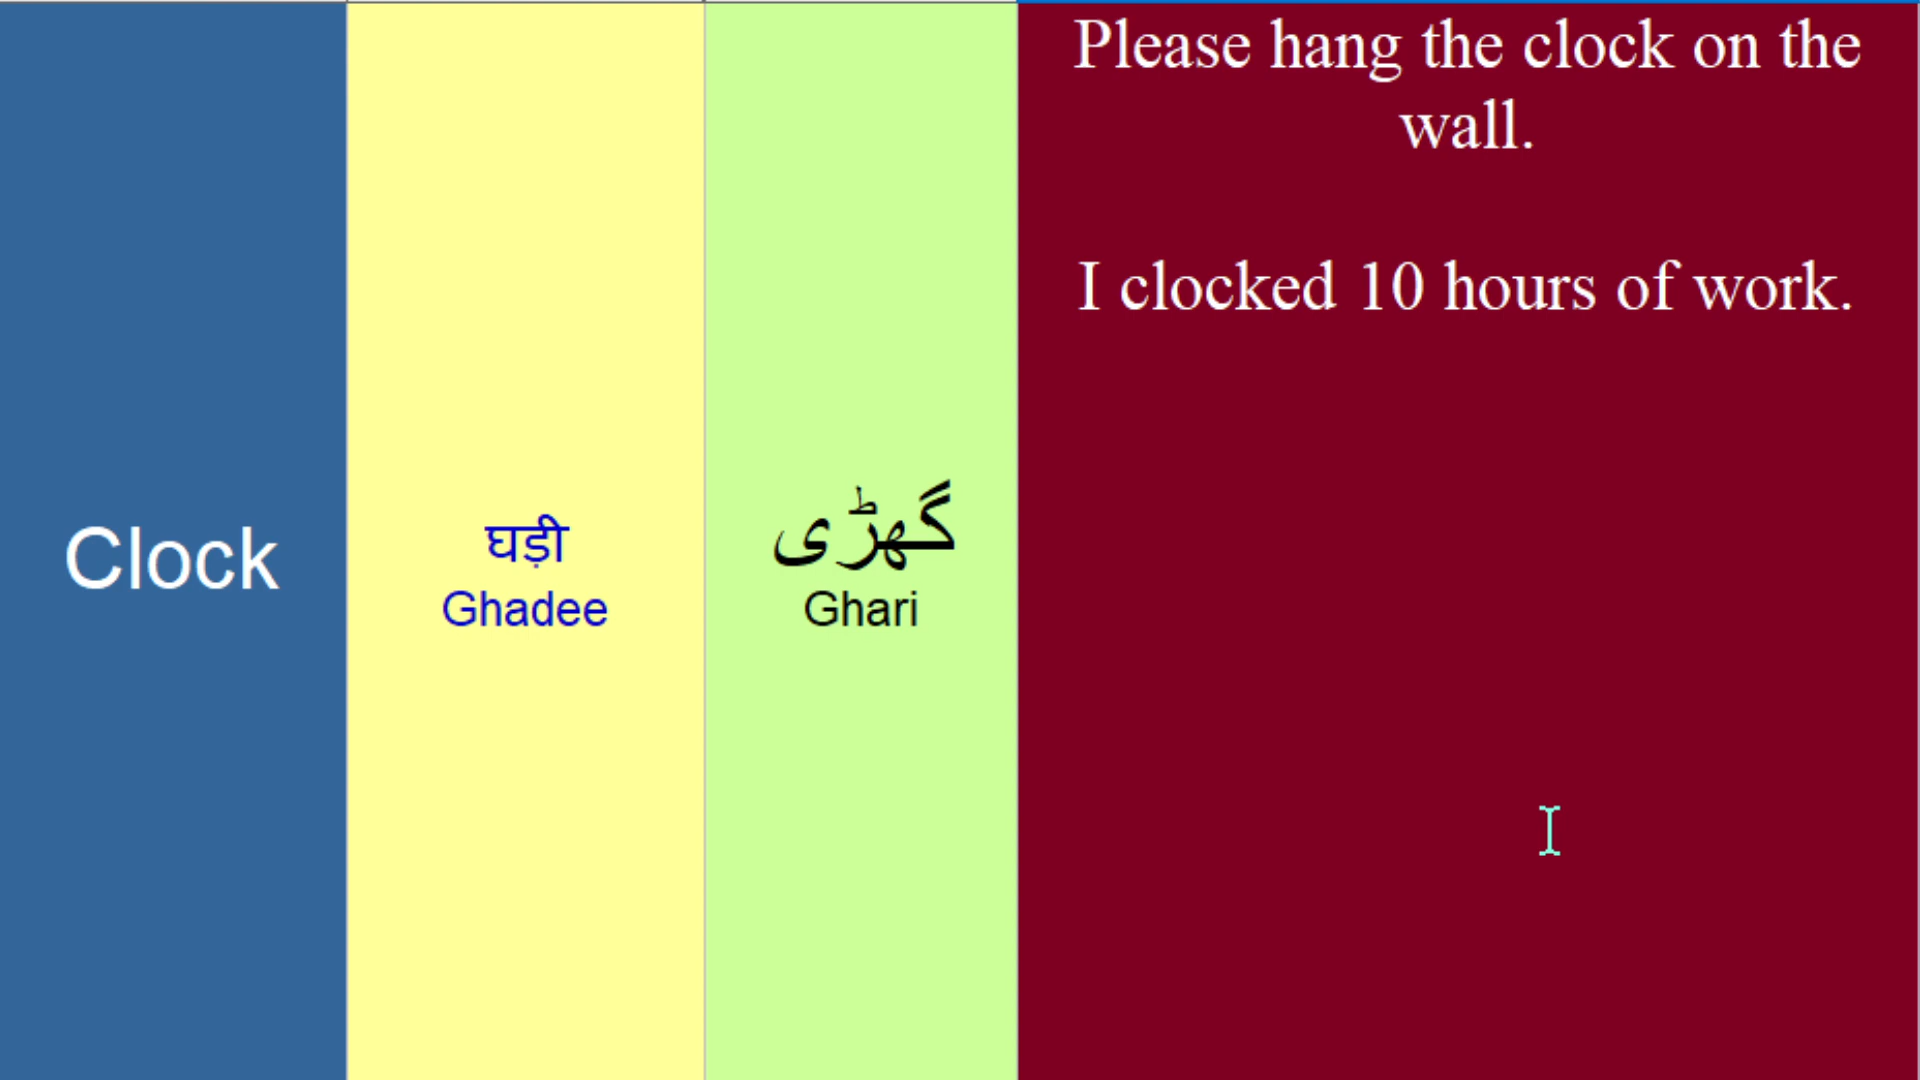 Clock
घड़ी
Ghadee
گھڑی
Ghari
Please hang the clock on the
wall.
I clocked 10 hours of work.